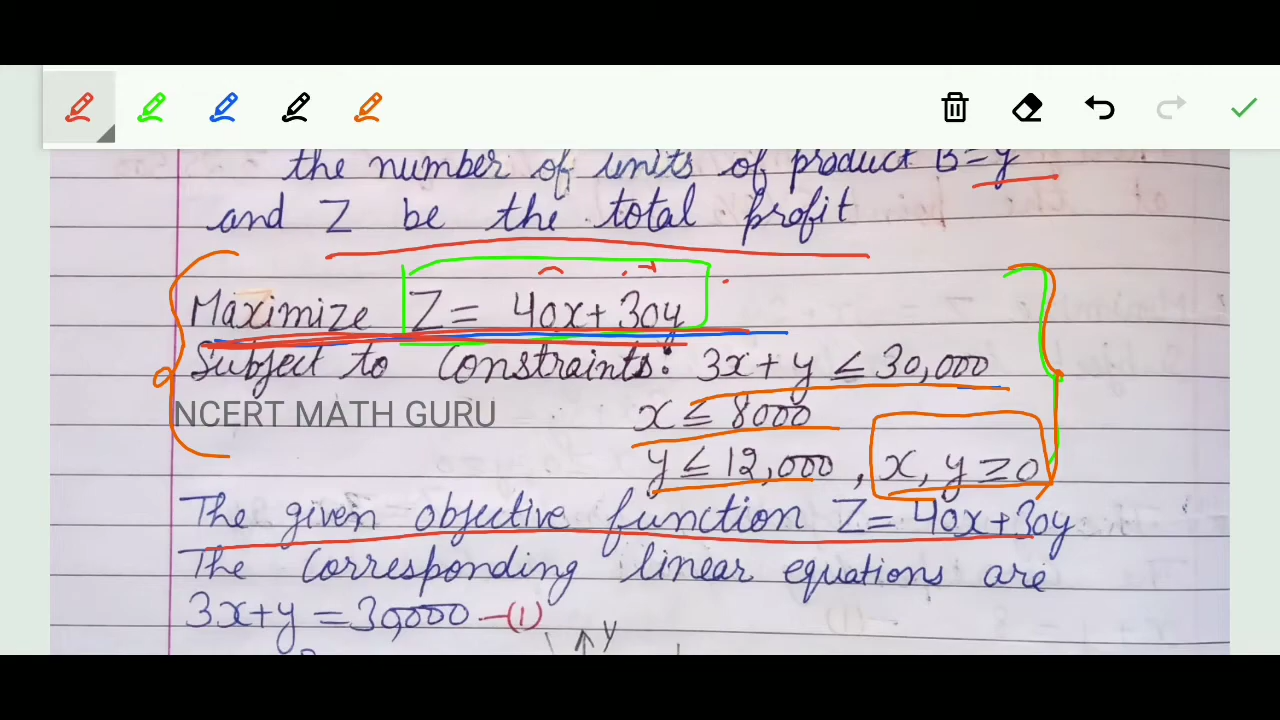 the number of units of product B=y
and Z be the total profit
Maximize Z= 40x+30y
Subject to Constraints: 3x+y ≤ 30,000
NCERT MATH GURU
x ≤ 8000
y ≤ 12,000, x, y ≥ 0
The given objective function Z=40x+30y
The Corresponding linear equations are
3x+y = 30,000 —(1)
y